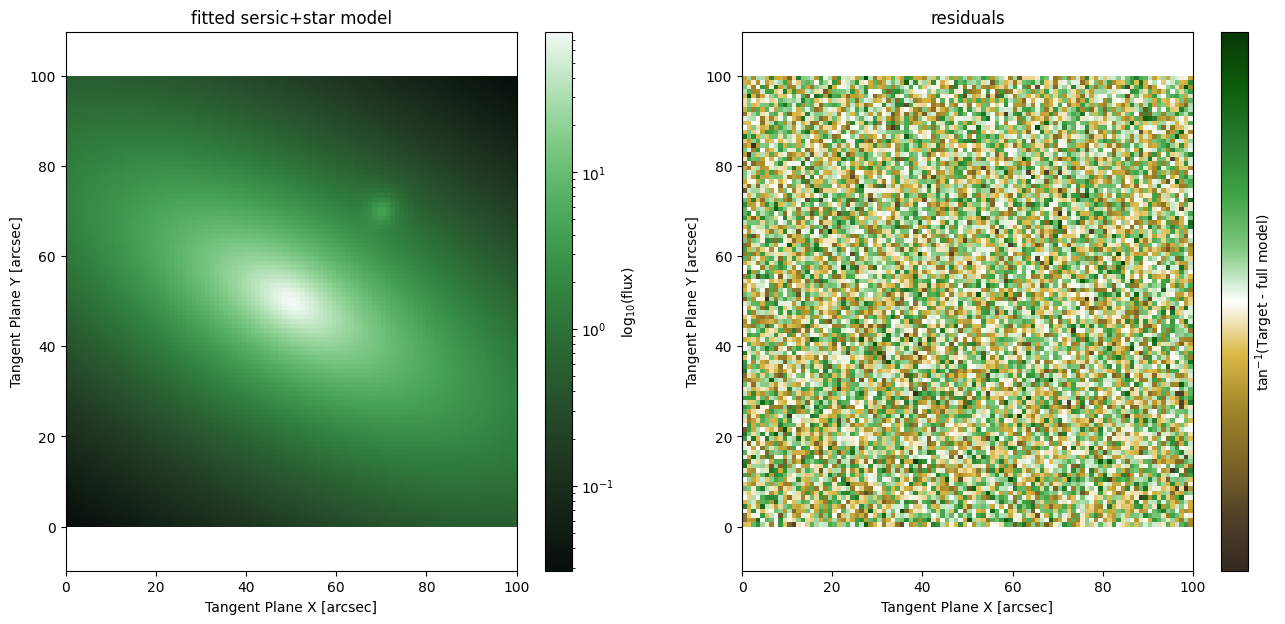 fitted sersic+star model
100
80
60
40
20
0
Tangent Plane Y [arcsec]
0 20 40 60 80 100
Tangent Plane X [arcsec]
10¹
10⁰
10⁻¹
log₁₀(flux)
residuals
100
80
60
40
20
0
Tangent Plane Y [arcsec]
0 20 40 60 80 100
Tangent Plane X [arcsec]
tan⁻¹(Target - full model)